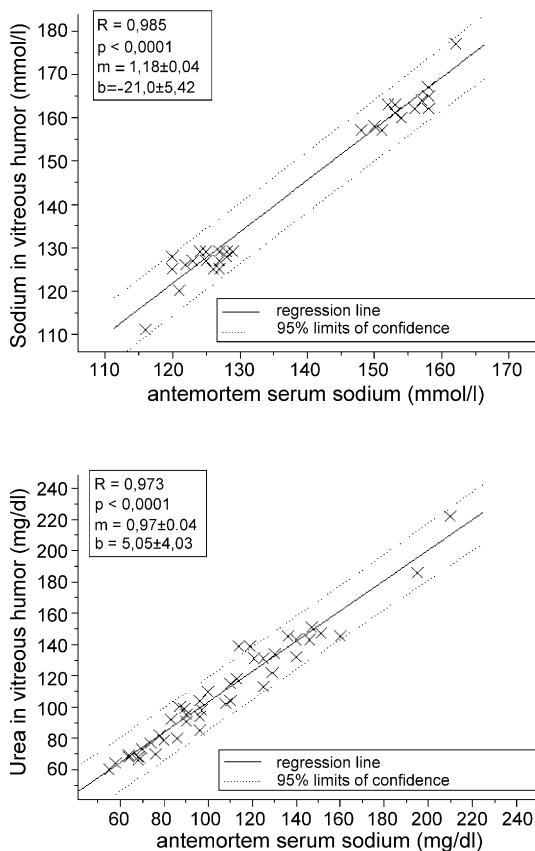 R = 0,985
p < 0,0001
m = 1,18±0,04
b=-21,0±5,42
Sodium in vitreous humor (mmol/l)
180
170
160
150
140
130
120
110
regression line
95% limits of confidence
110 120 130 140 150 160 170
antemortem serum sodium (mmol/l)
R = 0,973
p < 0,0001
m = 0,97±0.04
b = 5,05±4,03
Urea in vitreous humor (mg/dl)
240
220
200
180
160
140
120
100
80
60
regression line
95% limits of confidence
60 80 100 120 140 160 180 200 220 240
antemortem serum sodium (mg/dl)